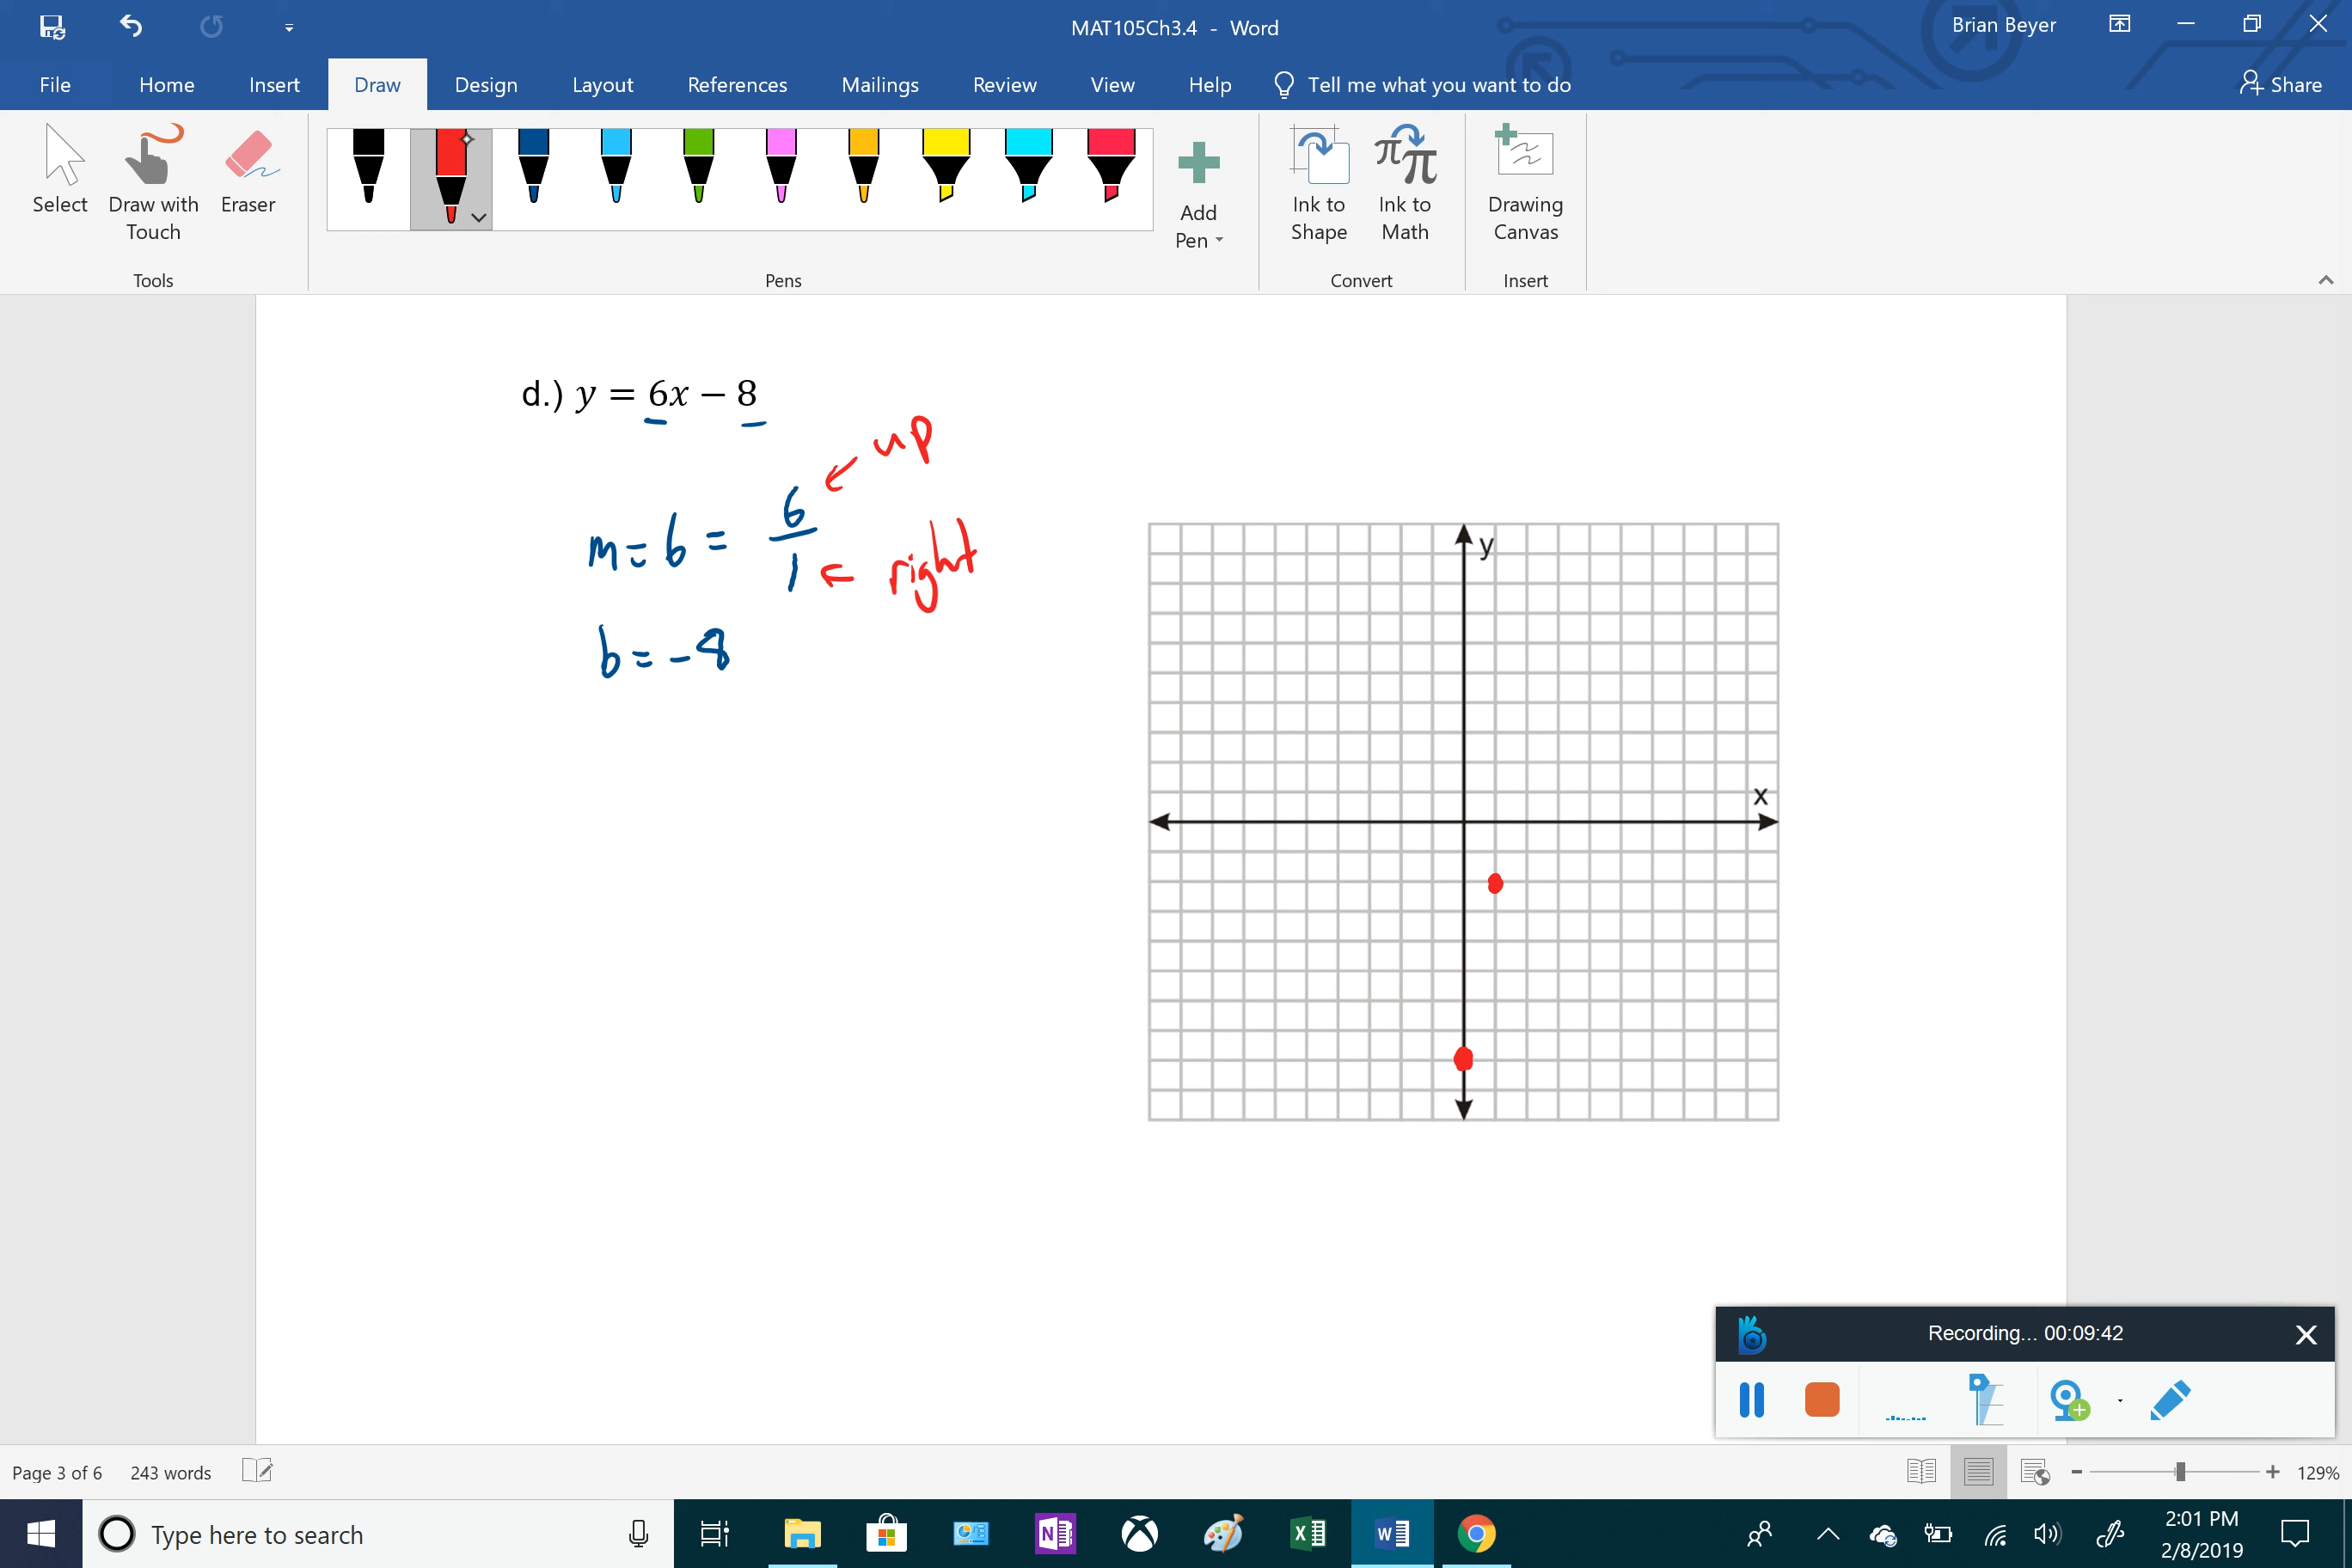 MAT105Ch3.4 - Word
Brian Beyer
File Home Insert Draw Design Layout References Mailings Review View Help Tell me what you want to do Share
Select
Draw with
Touch
Eraser
Tools
Pens
Add
Pen
Ink to
Shape
Ink to
Math
Convert
Drawing
Canvas
Insert
d.) y = 6x − 8
m = 6 = 6/1
up
right
b = -8
y
x
Recording... 00:09:42
Page 3 of 6 243 words
129%
Type here to search
2:01 PM
2/8/2019